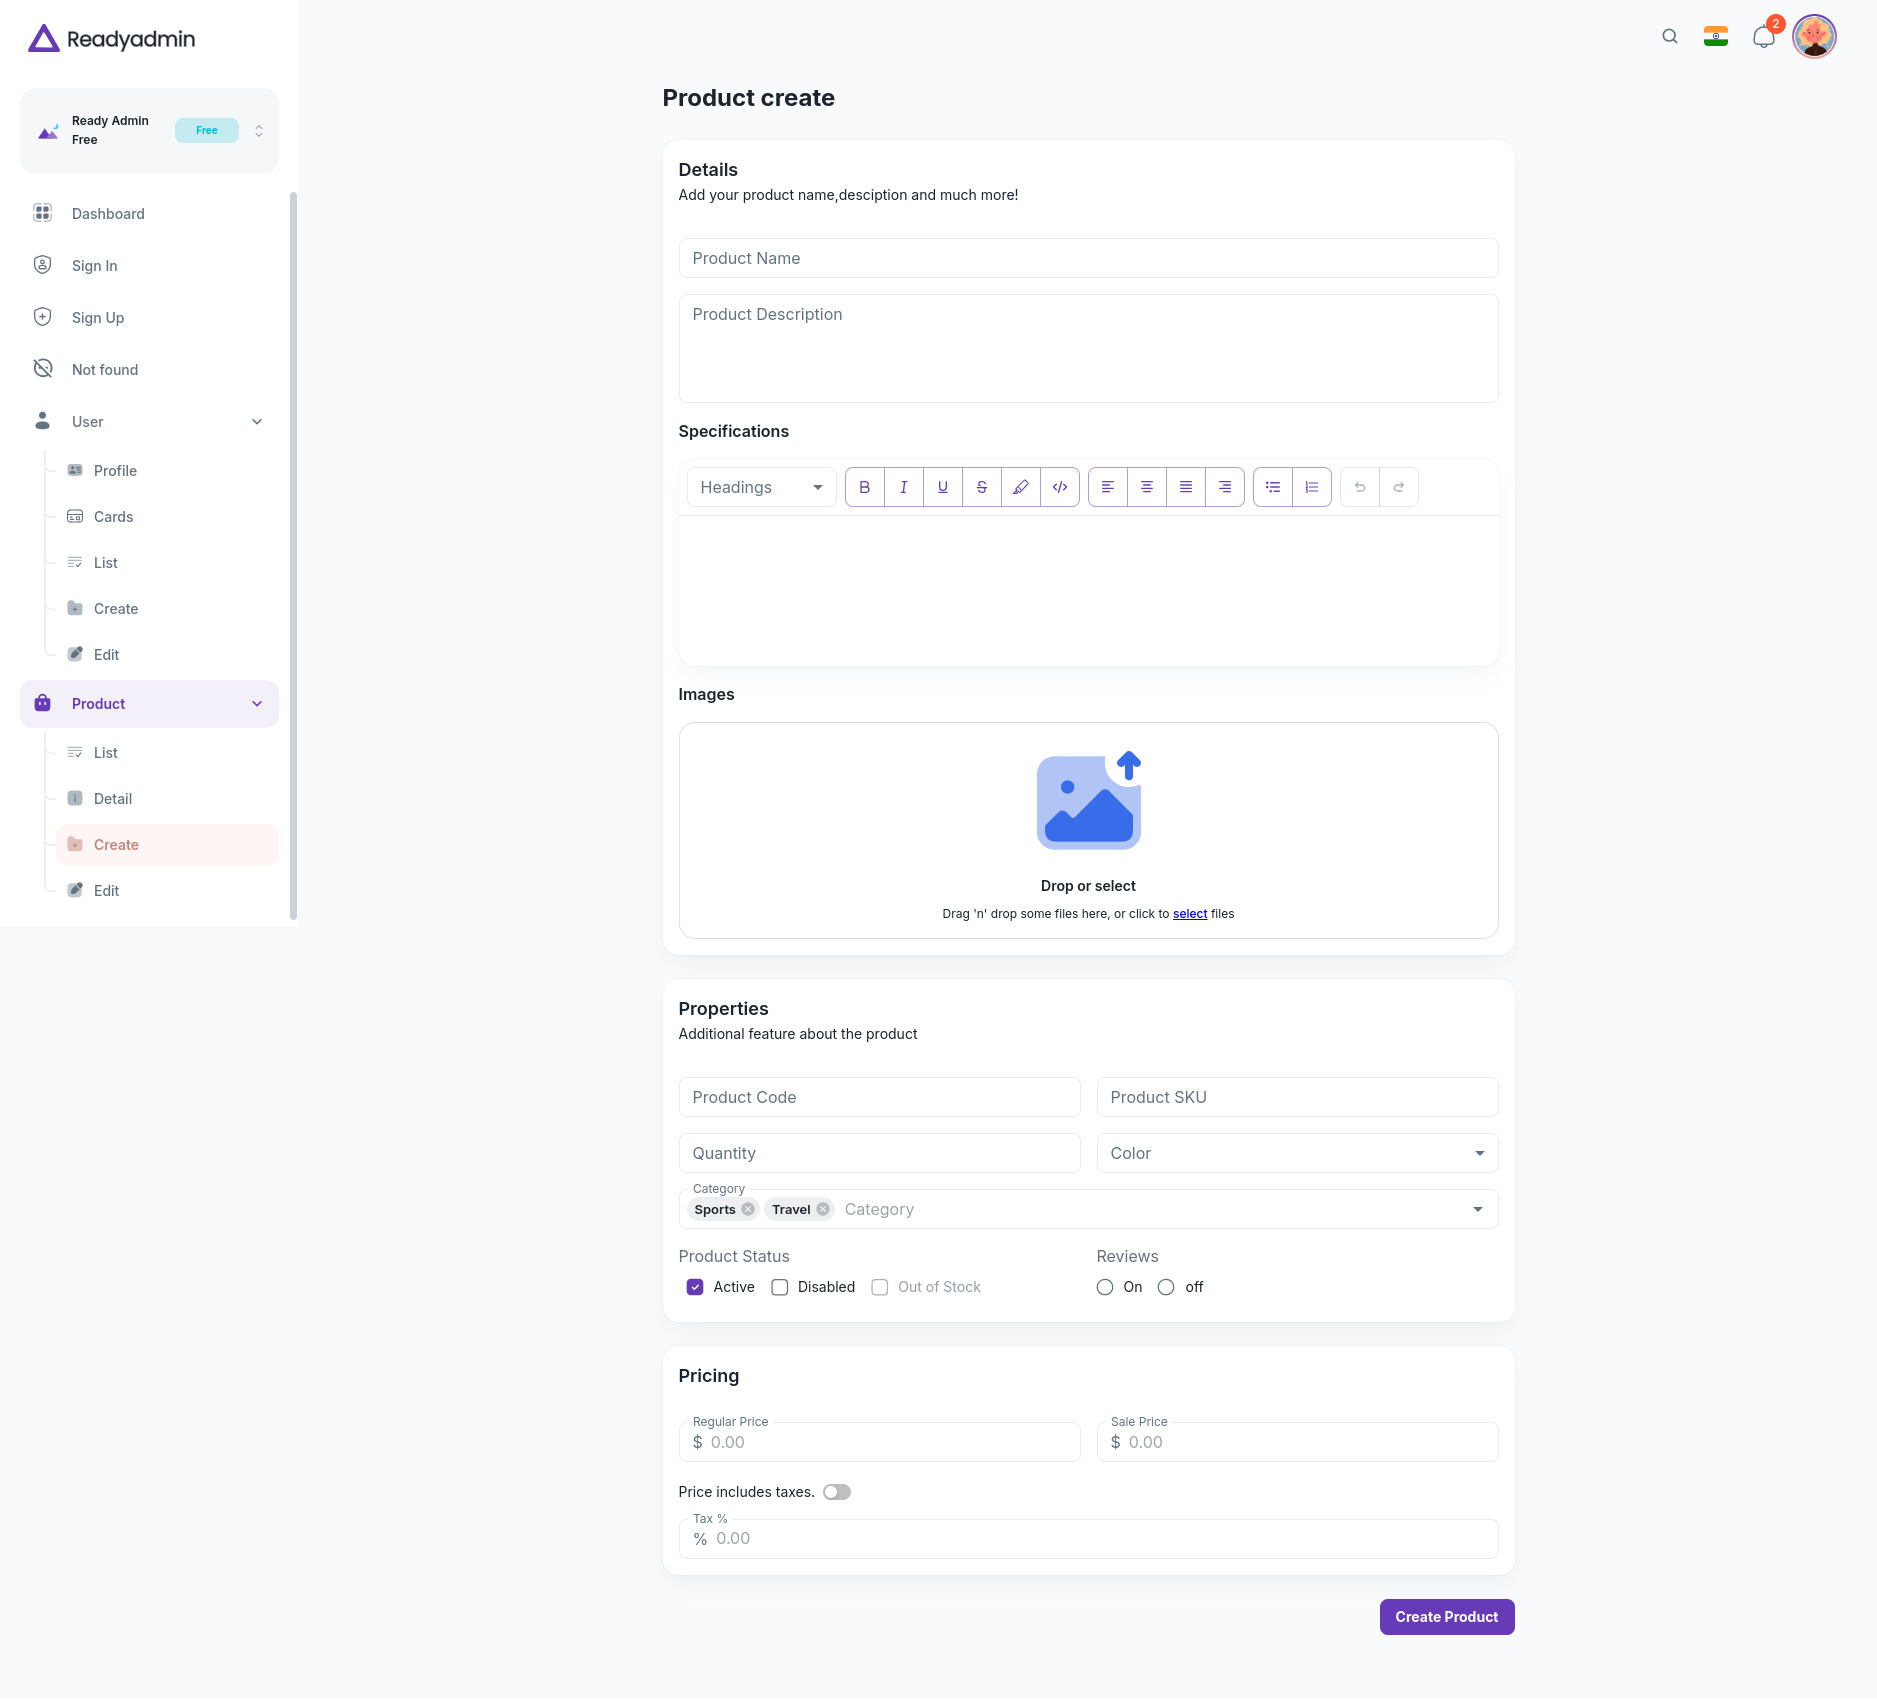 Readyadmin
2
Ready Admin
Free
Free
Dashboard
Sign In
Sign Up
Not found
User
Profile
Cards
List
Create
Edit
Product
List
Detail
Create
Edit
Product create
Details
Add your product name,desciption and much more!
Product Name
Product Description
Specifications
Headings
Images
Drop or select
Drag 'n' drop some files here, or click to select files
Properties
Additional feature about the product
Product Code
Product SKU
Quantity
Color
Category
Sports Travel Category
Product Status
Reviews
Active Disabled Out of Stock
On off
Pricing
Regular Price
$ 0.00
Sale Price
$ 0.00
Price includes taxes.
Tax %
% 0.00
Create Product